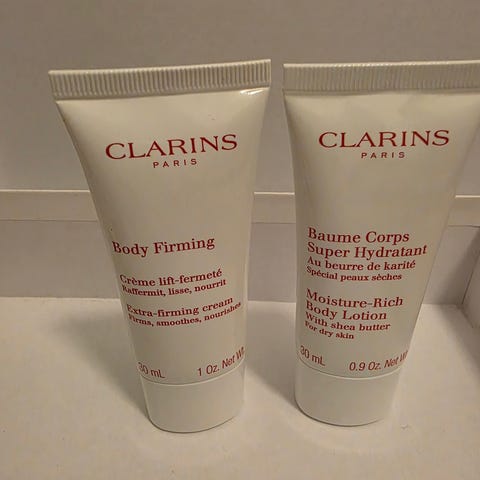 CLARINS
PARIS
Body Firming
Crème lift-fermeté
Raffermit, lisse, nourrit
Extra-firming cream
Firms, smoothes, nourishes
30 mL 1 Oz. Net Wt.
CLARINS
PARIS
Baume Corps
Super Hydratant
Au beurre de karité
Spécial peaux sèches
Moisture-Rich
Body Lotion
With shea butter
For dry skin
30 mL 0.9 Oz. Net